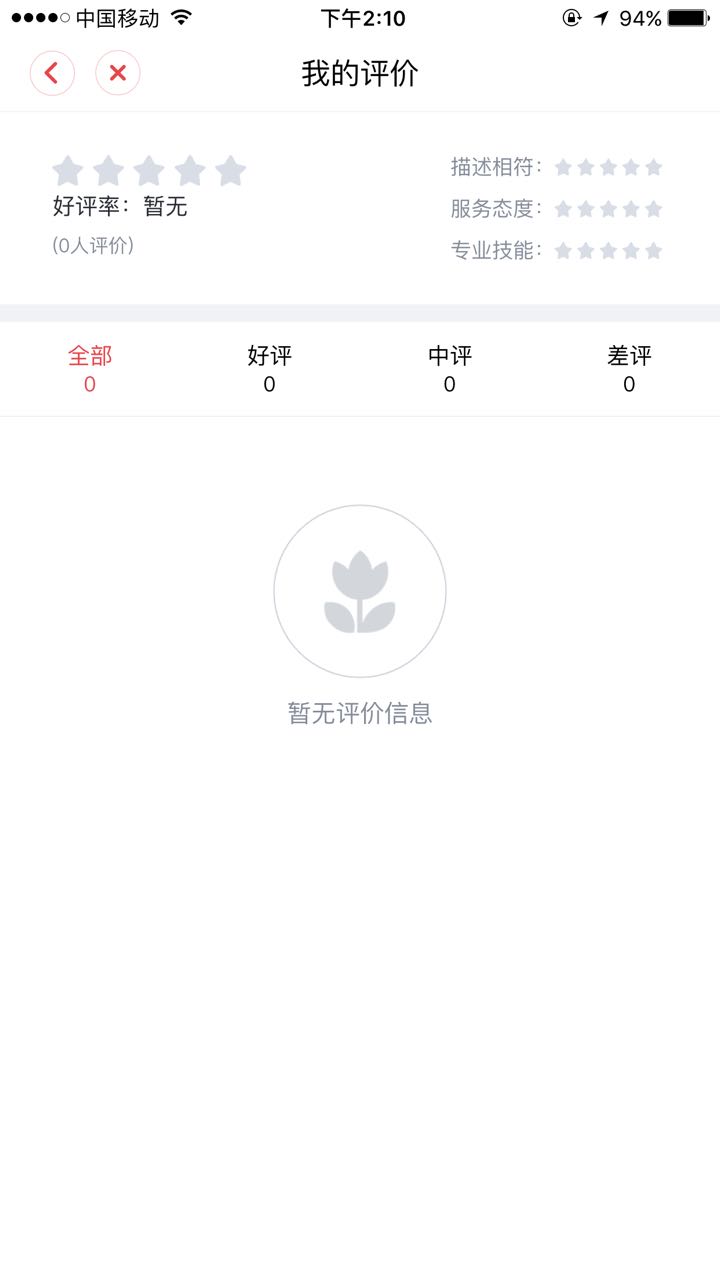 中国移动 下午2:10 94%
我的评价
好评率：暂无
(0人评价)
描述相符：
服务态度：
专业技能：
全部 好评 中评 差评
0 0 0 0
暂无评价信息